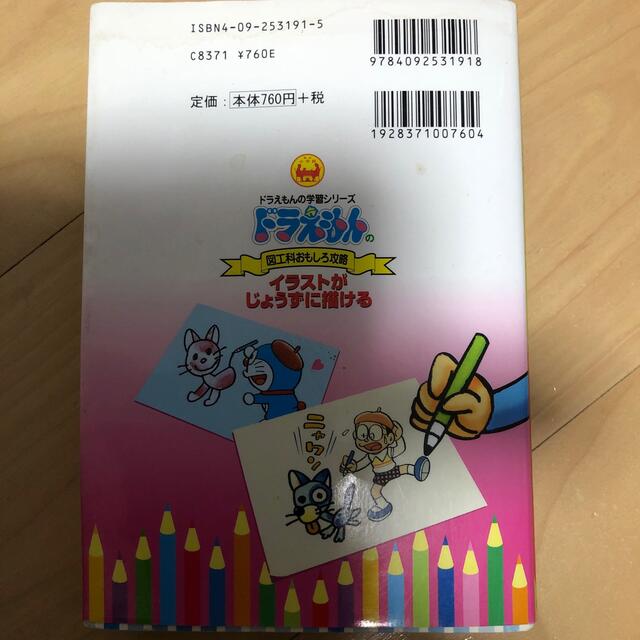 ISBN4-09-253191-5
C8371 ¥760E
9784092531918
定価：本体760円+税
1928371007604
ドラえもんの学習シリーズ
ドラえもんの
図工科おもしろ攻略
イラストが
じょうずに描ける
ニャワン!